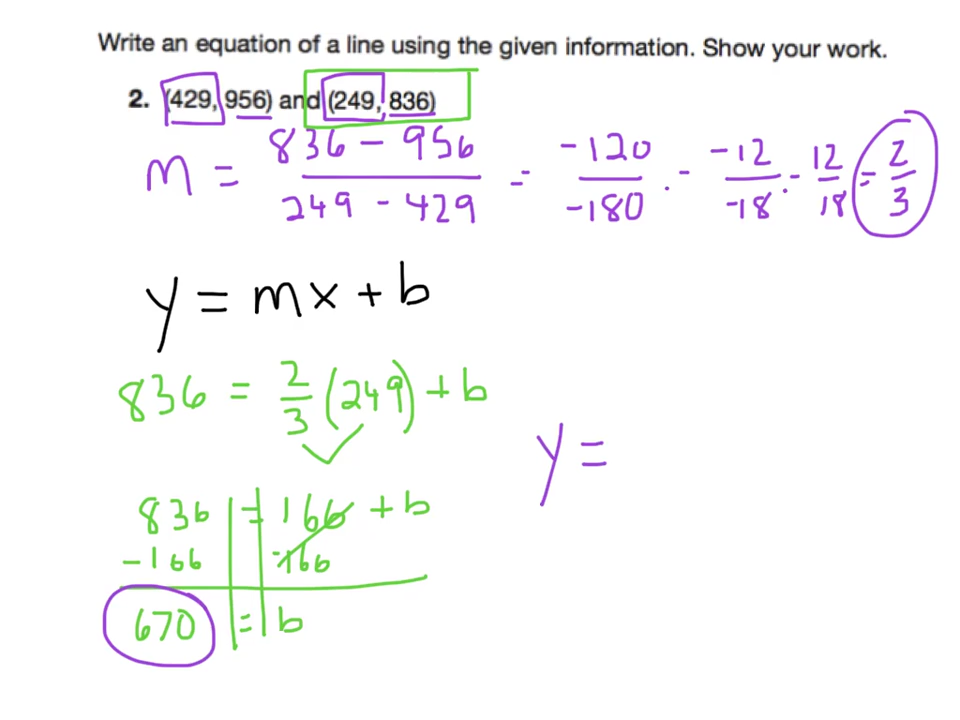 Write an equation of a line using the given information. Show your work.
2. (429, 956) and (249, 836)
m = 836 - 956 / 249 - 429 = -120 / -180 = -12 / -18 = 12 / 18 = 2 / 3
y = mx + b
836 = 2/3 (249) + b
y =
836 = 166 + b
-166 -166
670 = b